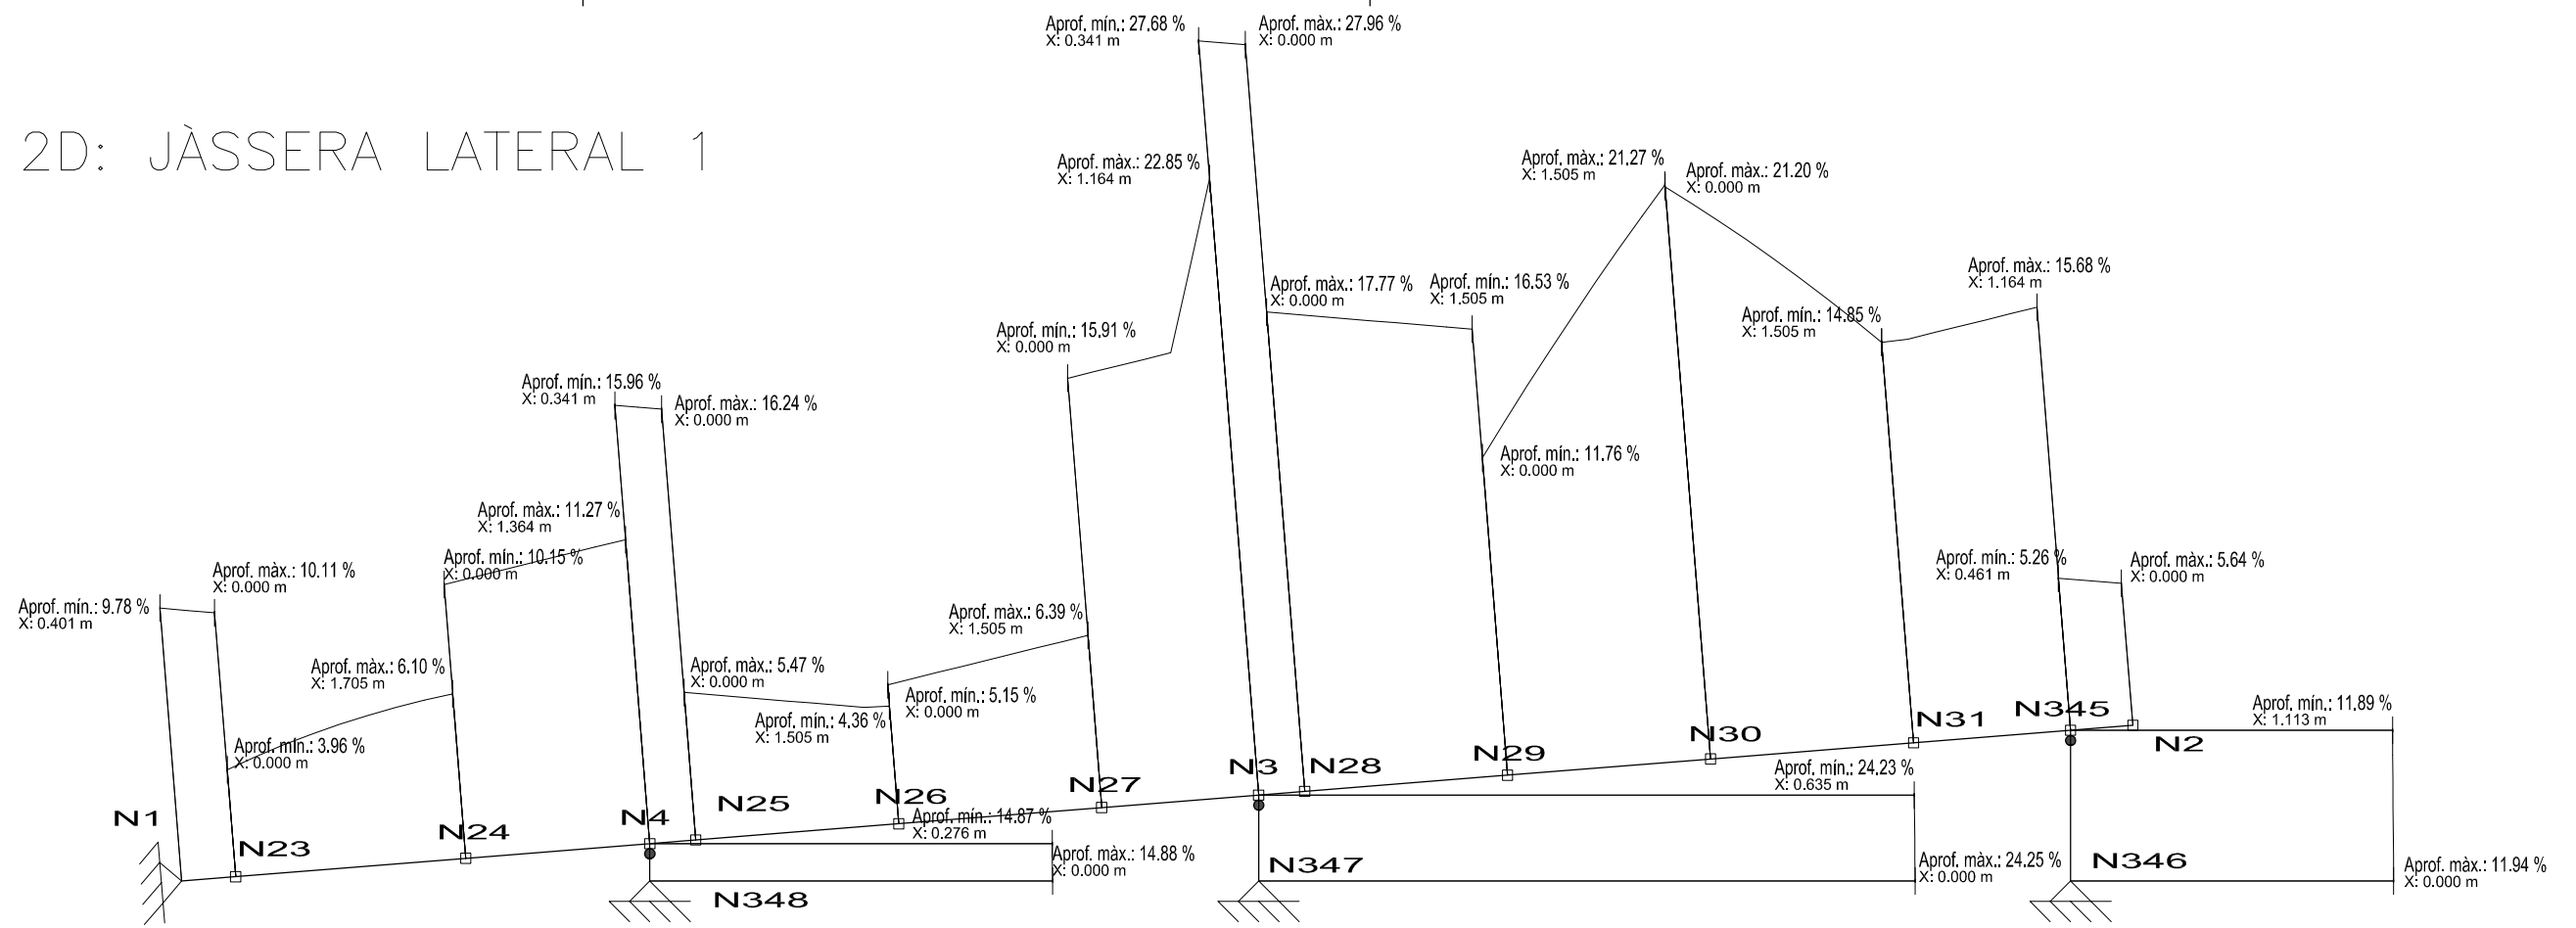 Aprof. mín.: 27.68 %
X: 0.341 m
Aprof. màx.: 27.96 %
X: 0.000 m
2D: JÀSSERA LATERAL 1
Aprof. màx.: 22.85 %
X: 1.164 m
Aprof. màx.: 21.27 %
X: 1.505 m
Aprof. màx.: 21.20 %
X: 0.000 m
Aprof. màx.: 17.77 %
X: 0.000 m
Aprof. mín.: 16.53 %
X: 1.505 m
Aprof. màx.: 15.68 %
X: 1.164 m
Aprof. mín.: 15.91 %
X: 0.000 m
Aprof. mín.: 14.85 %
X: 1.505 m
Aprof. mín.: 15.96 %
X: 0.341 m
Aprof. màx.: 16.24 %
X: 0.000 m
Aprof. mín.: 11.76 %
X: 0.000 m
Aprof. màx.: 11.27 %
X: 1.364 m
Aprof. mín.: 10.15 %
X: 0.000 m
Aprof. màx.: 10.11 %
X: 0.000 m
Aprof. mín.: 9.78 %
X: 0.401 m
Aprof. mín.: 5.26 %
X: 0.461 m
Aprof. màx.: 5.64 %
X: 0.000 m
Aprof. màx.: 6.39 %
X: 1.505 m
Aprof. màx.: 6.10 %
X: 1.705 m
Aprof. màx.: 5.47 %
X: 0.000 m
Aprof. mín.: 5.15 %
X: 0.000 m
Aprof. mín.: 4.36 %
X: 1.505 m
Aprof. mín.: 3.96 %
X: 0.000 m
Aprof. mín.: 11.89 %
X: 1.113 m
N1
N23
N24
N4
N25
N26
N27
N3
N28
N29
N30
N31
N345
N2
Aprof. mín.: 24.23 %
X: 0.635 m
Aprof. mín.: 14.87 %
X: 0.276 m
Aprof. màx.: 14.88 %
X: 0.000 m
Aprof. màx.: 24.25 %
X: 0.000 m
Aprof. màx.: 11.94 %
X: 0.000 m
N348
N347
N346